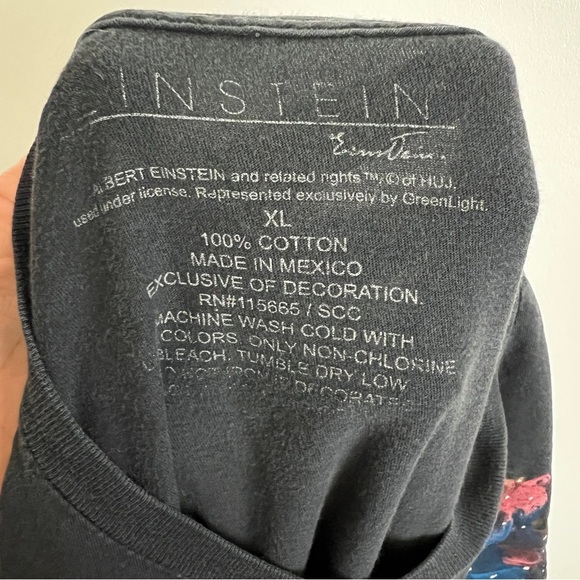 EINSTEIN
Einstein.
ALBERT EINSTEIN and related rights ™/© of HUJ,
used under license. Represented exclusively by GreenLight.
XL
100% COTTON
MADE IN MEXICO
EXCLUSIVE OF DECORATION.
RN#115665 / SCC
MACHINE WASH COLD WITH
COLORS. ONLY NON-CHLORINE
BLEACH. TUMBLE DRY LOW